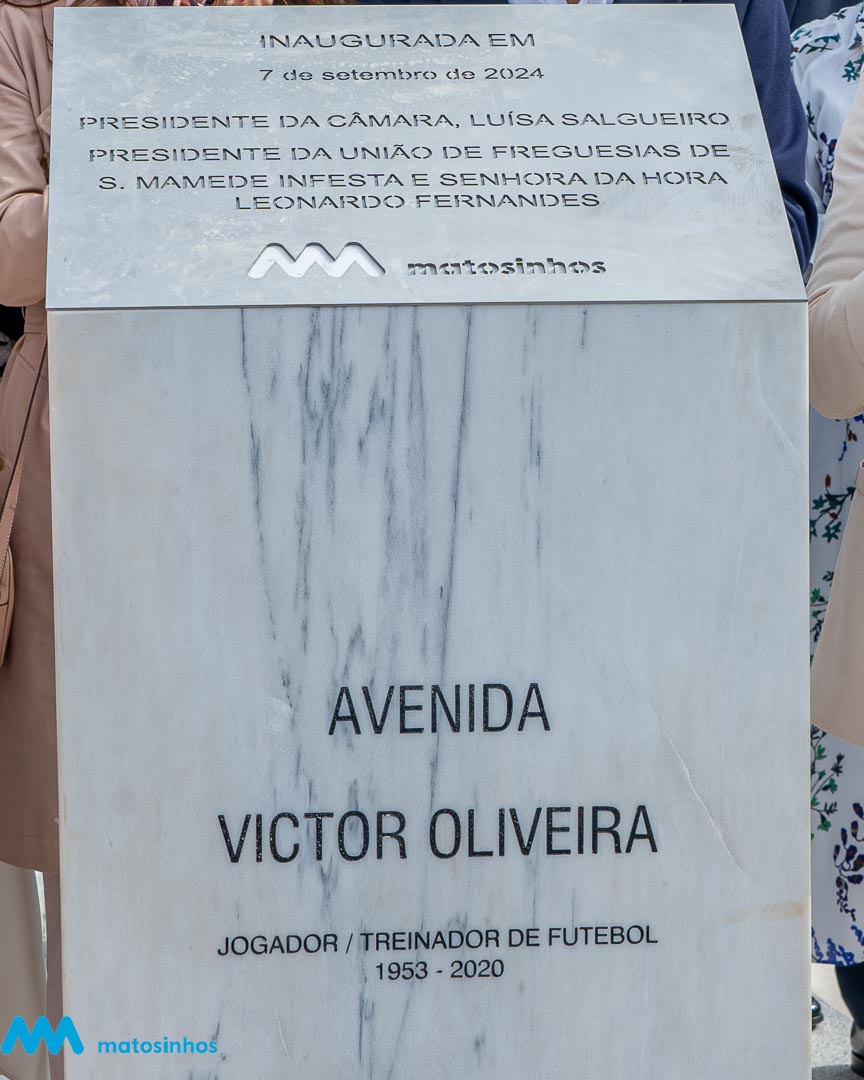 INAUGURADA EM
7 de setembro de 2024
PRESIDENTE DA CÂMARA, LUÍSA SALGUEIRO
PRESIDENTE DA UNIÃO DE FREGUESIAS DE
S. MAMEDE INFESTA E SENHORA DA HORA
LEONARDO FERNANDES
matosinhos
AVENIDA
VICTOR OLIVEIRA
JOGADOR / TREINADOR DE FUTEBOL
1953 - 2020
matosinhos